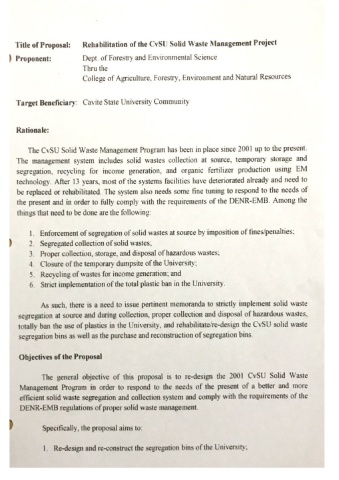 Title of Proposal: Rehabilitation of the CvSU Solid Waste Management Project
Proponent: Dept. of Forestry and Environmental Science
Thru the
College of Agriculture, Forestry, Environment and Natural Resources
Target Beneficiary: Cavite State University Community
Rationale:
The CvSU Solid Waste Management Program has been in place since 2001 up to the present.
The management system includes solid wastes collection at source, temporary storage and
segregation, recycling for income generation, and organic fertilizer production using EM
technology. After 13 years, most of the systems facilities have deteriorated already and need to
be replaced or rehabilitated. The system also needs some fine tuning to respond to the needs of
the present and in order to fully comply with the requirements of the DENR-EMB. Among the
things that need to be done are the following:
1. Enforcement of segregation of solid wastes at source by imposition of fines/penalties;
2. Segregated collection of solid wastes;
3. Proper collection, storage, and disposal of hazardous wastes;
4. Closure of the temporary dumpsite of the University;
5. Recycling of wastes for income generation; and
6. Strict implementation of the total plastic ban in the University.
As such, there is a need to issue pertinent memoranda to strictly implement solid waste
segregation at source and during collection, proper collection and disposal of hazardous wastes,
totally ban the use of plastics in the University, and rehabilitate/re-design the CvSU solid waste
segregation bins as well as the purchase and reconstruction of segregation bins.
Objectives of the Proposal
The general objective of this proposal is to re-design the 2001 CvSU Solid Waste
Management Program in order to respond to the needs of the present of a better and more
efficient solid waste segregation and collection system and comply with the requirements of the
DENR-EMB regulations of proper solid waste management.
Specifically, the proposal aims to:
1. Re-design and re-construct the segregation bins of the University;